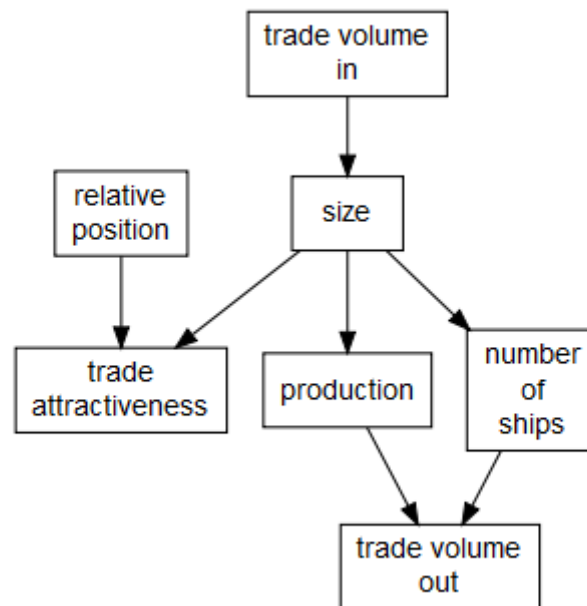 trade volume
in
relative
position
size
trade
attractiveness
production
number
of
ships
trade volume
out